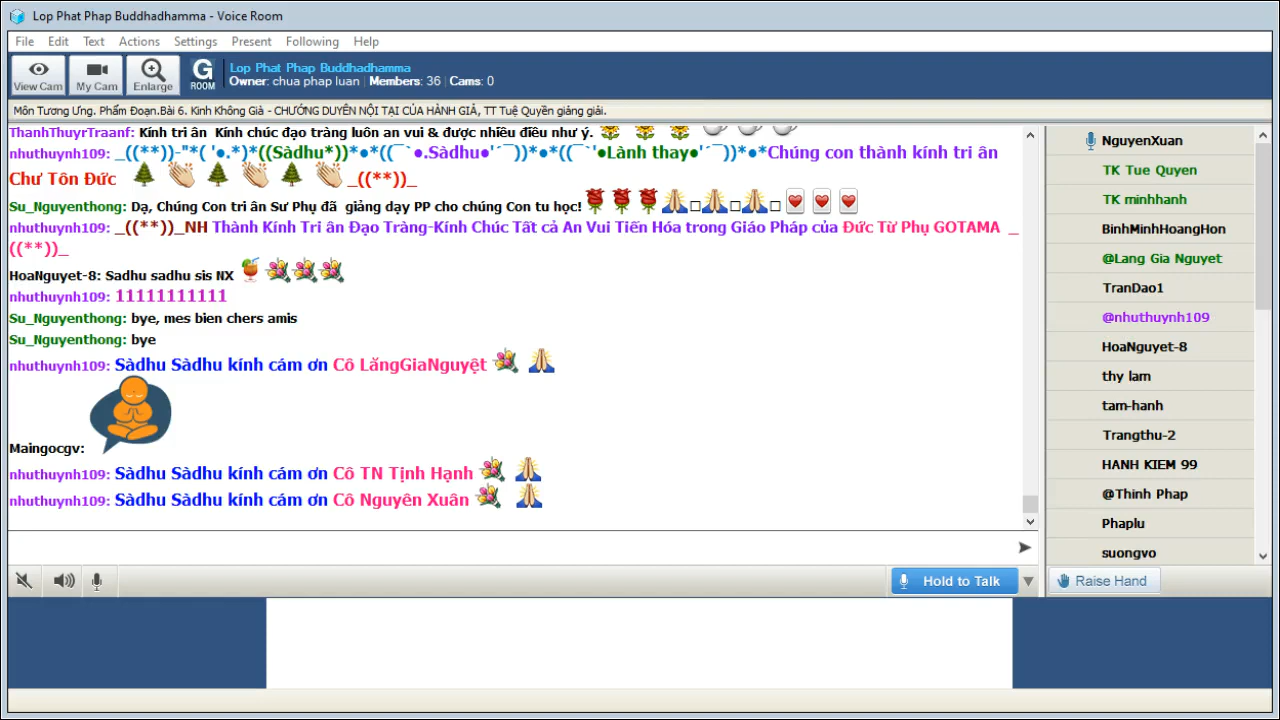 Lop Phat Phap Buddhadhamma - Voice Room
File Edit Text Actions Settings Present Following Help
View Cam My Cam Enlarge G ROOM
Lop Phat Phap Buddhadhamma
Owner: chua phap luan Members: 36 Cams: 0
Môn Tương Ưng. Phẩm Đoạn.Bài 6. Kinh Không Già - CHƯỚNG DUYÊN NỘI TẠI CỦA HÀNH GIẢ, TT Tuệ Quyền giảng giải.
ThanhThuyrTraanf: Kính tri ân Kính chúc đạo tràng luôn an vui & được nhiều điều như ý.
nhuthuynh109: _((**))-"*( '●.*)*((Sàdhu*))*●*((¯`●.Sàdhu●'´¯))*●*((¯`'●Lành thay●'´¯))*●*Chúng con thành kính tri ân
Chư Tôn Đức 🌲 👏 🌲 👏 🌲 👏 _((**))_
Su_Nguyenthong: Dạ, Chúng Con tri ân Sư Phụ đã giảng dạy PP cho chúng Con tu học! 🌹🌹🌹🙏□🙏□🙏□
nhuthuynh109: _((**))_NH Thành Kính Tri ân Đạo Tràng-Kính Chúc Tất cả An Vui Tiến Hóa trong Giáo Pháp của Đức Từ Phụ GOTAMA _
((**))_
HoaNguyet-8: Sadhu sadhu sis NX
nhuthuynh109: 11111111111
Su_Nguyenthong: bye, mes bien chers amis
Su_Nguyenthong: bye
nhuthuynh109: Sàdhu Sàdhu kính cám ơn Cô LăngGiaNguyệt
Maingocgv:
nhuthuynh109: Sàdhu Sàdhu kính cám ơn Cô TN Tịnh Hạnh
nhuthuynh109: Sàdhu Sàdhu kính cám ơn Cô Nguyên Xuân
NguyenXuan
TK Tue Quyen
TK minhhanh
BinhMinhHoangHon
@Lang Gia Nguyet
TranDao1
@nhuthuynh109
HoaNguyet-8
thy lam
tam-hanh
Trangthu-2
HANH KIEM 99
@Thinh Phap
Phaplu
suongvo
Hold to Talk
Raise Hand